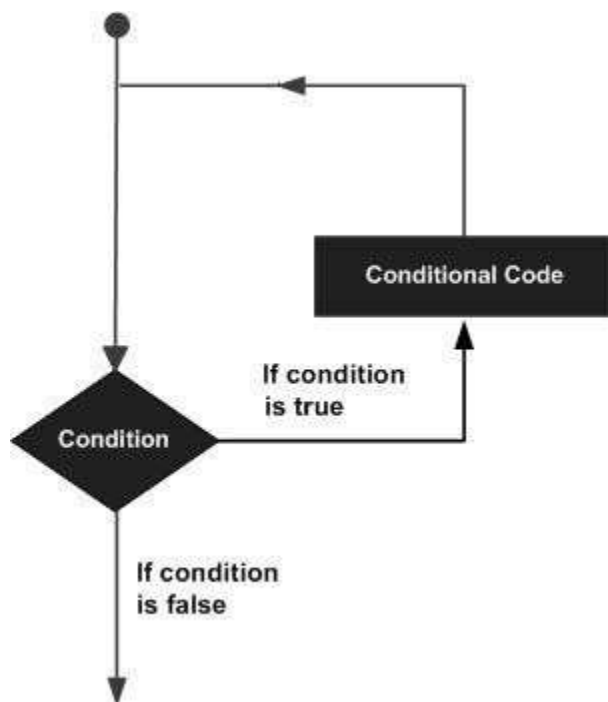 Conditional Code
If condition
is true
Condition
If condition
is false